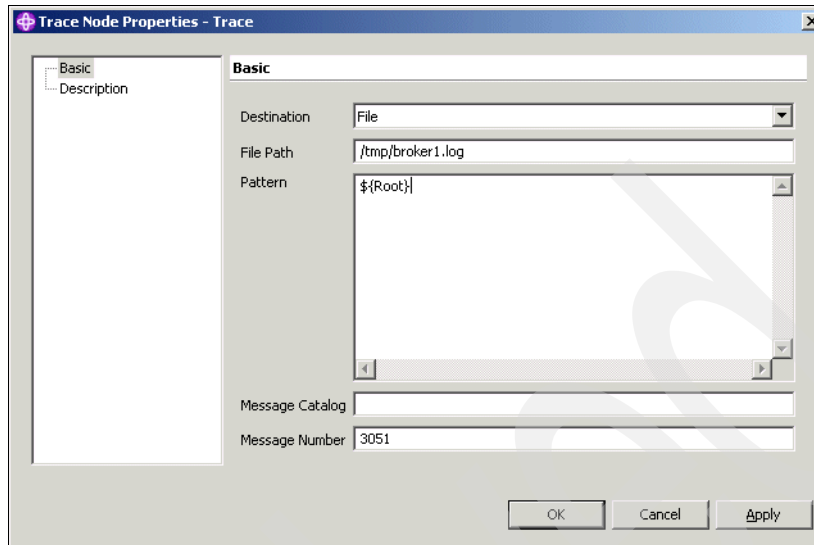 Trace Node Properties - Trace
Basic
Description
Basic
Destination
File
File Path
/tmp/broker1.log
Pattern
${Root}
Message Catalog
Message Number
3051
OK
Cancel
Apply